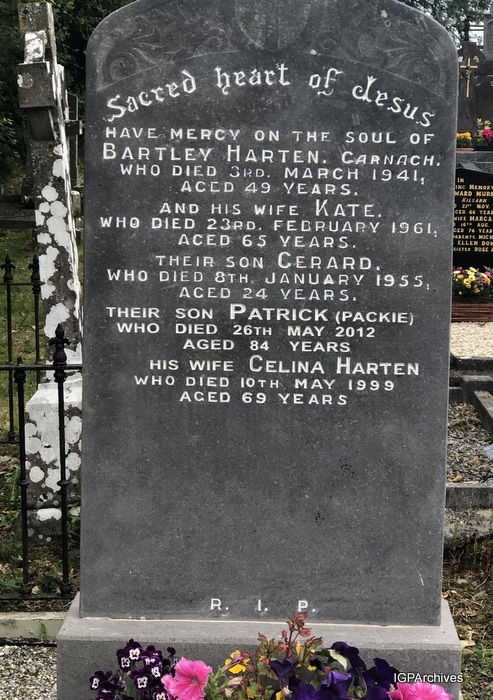 Sacred heart of Jesus
HAVE MERCY ON THE SOUL OF
BARTLEY HARTEN. CARNACH.
WHO DIED 3RD. MARCH 1941,
AGED 49 YEARS.
AND HIS WIFE KATE.
WHO DIED 23RD. FEBRUARY 1961,
AGED 65 YEARS.
THEIR SON GERARD,
WHO DIED 8TH. JANUARY 1955,
AGED 24 YEARS.
THEIR SON PATRICK (PACKIE)
WHO DIED 26TH MAY 2012
AGED 84 YEARS
HIS WIFE CELINA HARTEN
WHO DIED 10TH MAY 1999
AGED 69 YEARS
R. I. P.
IGPArchives